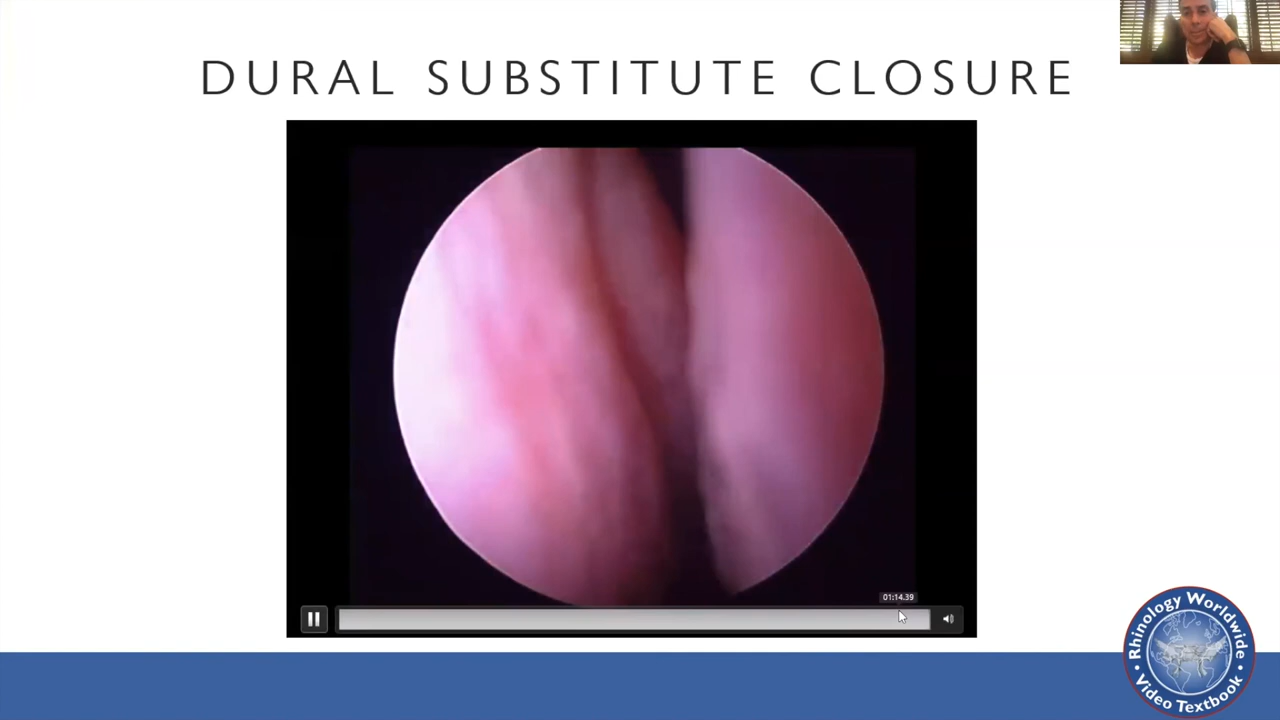 DURAL SUBSTITUTE CLOSURE
01:14.39
Rhinology Worldwide
• Video Textbook •